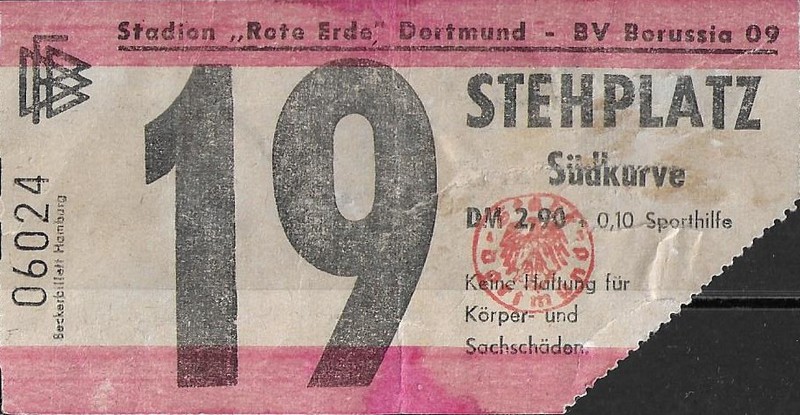 Stadion „Rote Erde,” Dortmund - BV Borussia 09
19
STEHPLATZ
Südkurve
DM 2,90 + 0,10 Sporthilfe
Keine Haftung für
Körper- und
Sachschäden.
06024
Beckerbillett Hamburg